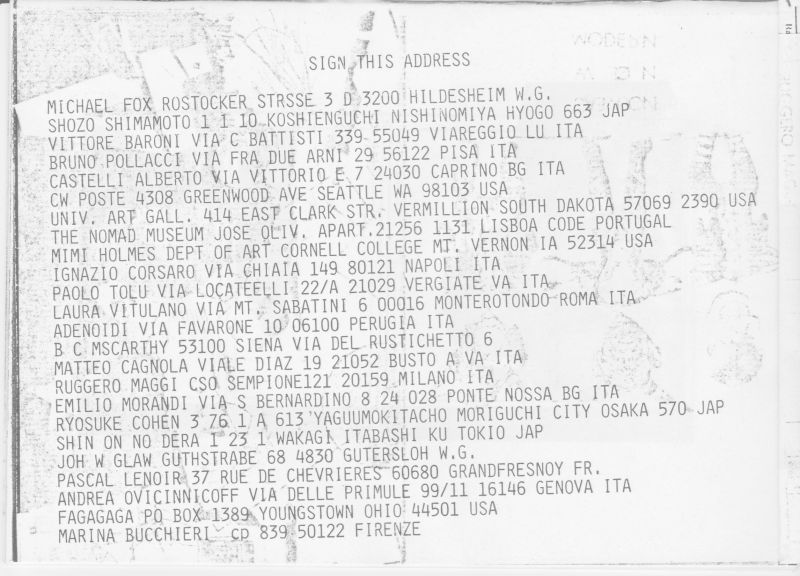 SIGN THIS ADDRESS
MICHAEL FOX ROSTOCKER STRSSE 3 D 3200 HILDESHEIM W.G.
SHOZO SHIMAMOTO 1 1 10 KOSHIENGUCHI NISHINOMIYA HYOGO 663 JAP
VITTORE BARONI VIA C BATTISTI 339 55049 VIAREGGIO LU ITA
BRUNO POLLACCI VIA FRA DUE ARNI 29 56122 PISA ITA
CASTELLI ALBERTO VIA VITTORIO E 7 24030 CAPRINO BG ITA
CW POSTE 4308 GREENWOOD AVE SEATTLE WA 98103 USA
UNIV. ART GALL. 414 EAST CLARK STR. VERMILLION SOUTH DAKOTA 57069 2390 USA
THE NOMAD MUSEUM JOSE OLIV. APART.21256 1131 LISBOA CODE PORTUGAL
MIMI HOLMES DEPT OF ART CORNELL COLLEGE MT. VERNON IA 52314 USA
IGNAZIO CORSARO VIA CHIAIA 149 80121 NAPOLI ITA
PAOLO TOLU VIA LOCATEELLI 22/A 21029 VERGIATE VA ITA
LAURA VITULANO VIA MT. SABATINI 6 00016 MONTEROTONDO ROMA ITA
ADENOIDI VIA FAVARONE 10 06100 PERUGIA ITA
B C MSCARTHY 53100 SIENA VIA DEL RUSTICHETTO 6
MATTEO CAGNOLA VIALE DIAZ 19 21052 BUSTO A VA ITA
RUGGERO MAGGI CSO SEMPIONE121 20159 MILANO ITA
EMILIO MORANDI VIA S BERNARDINO 8 24 028 PONTE NOSSA BG ITA
RYOSUKE COHEN 3 76 1 A 613 YAGUUMOKITACHO MORIGUCHI CITY OSAKA 570 JAP
SHIN ON NO DERA 1 23 1 WAKAGI ITABASHI KU TOKIO JAP
JOH W GLAW GUTHSTRABE 68 4830 GUTERSLOH W.G.
PASCAL LENOIR 37 RUE DE CHEVRIERES 60680 GRANDFRESNOY FR.
ANDREA OVICINNICOFF VIA DELLE PRIMULE 99/11 16146 GENOVA ITA
FAGAGAGA PO BOX 1389 YOUNGSTOWN OHIO 44501 USA
MARINA BUCCHIERI cp 839 50122 FIRENZE